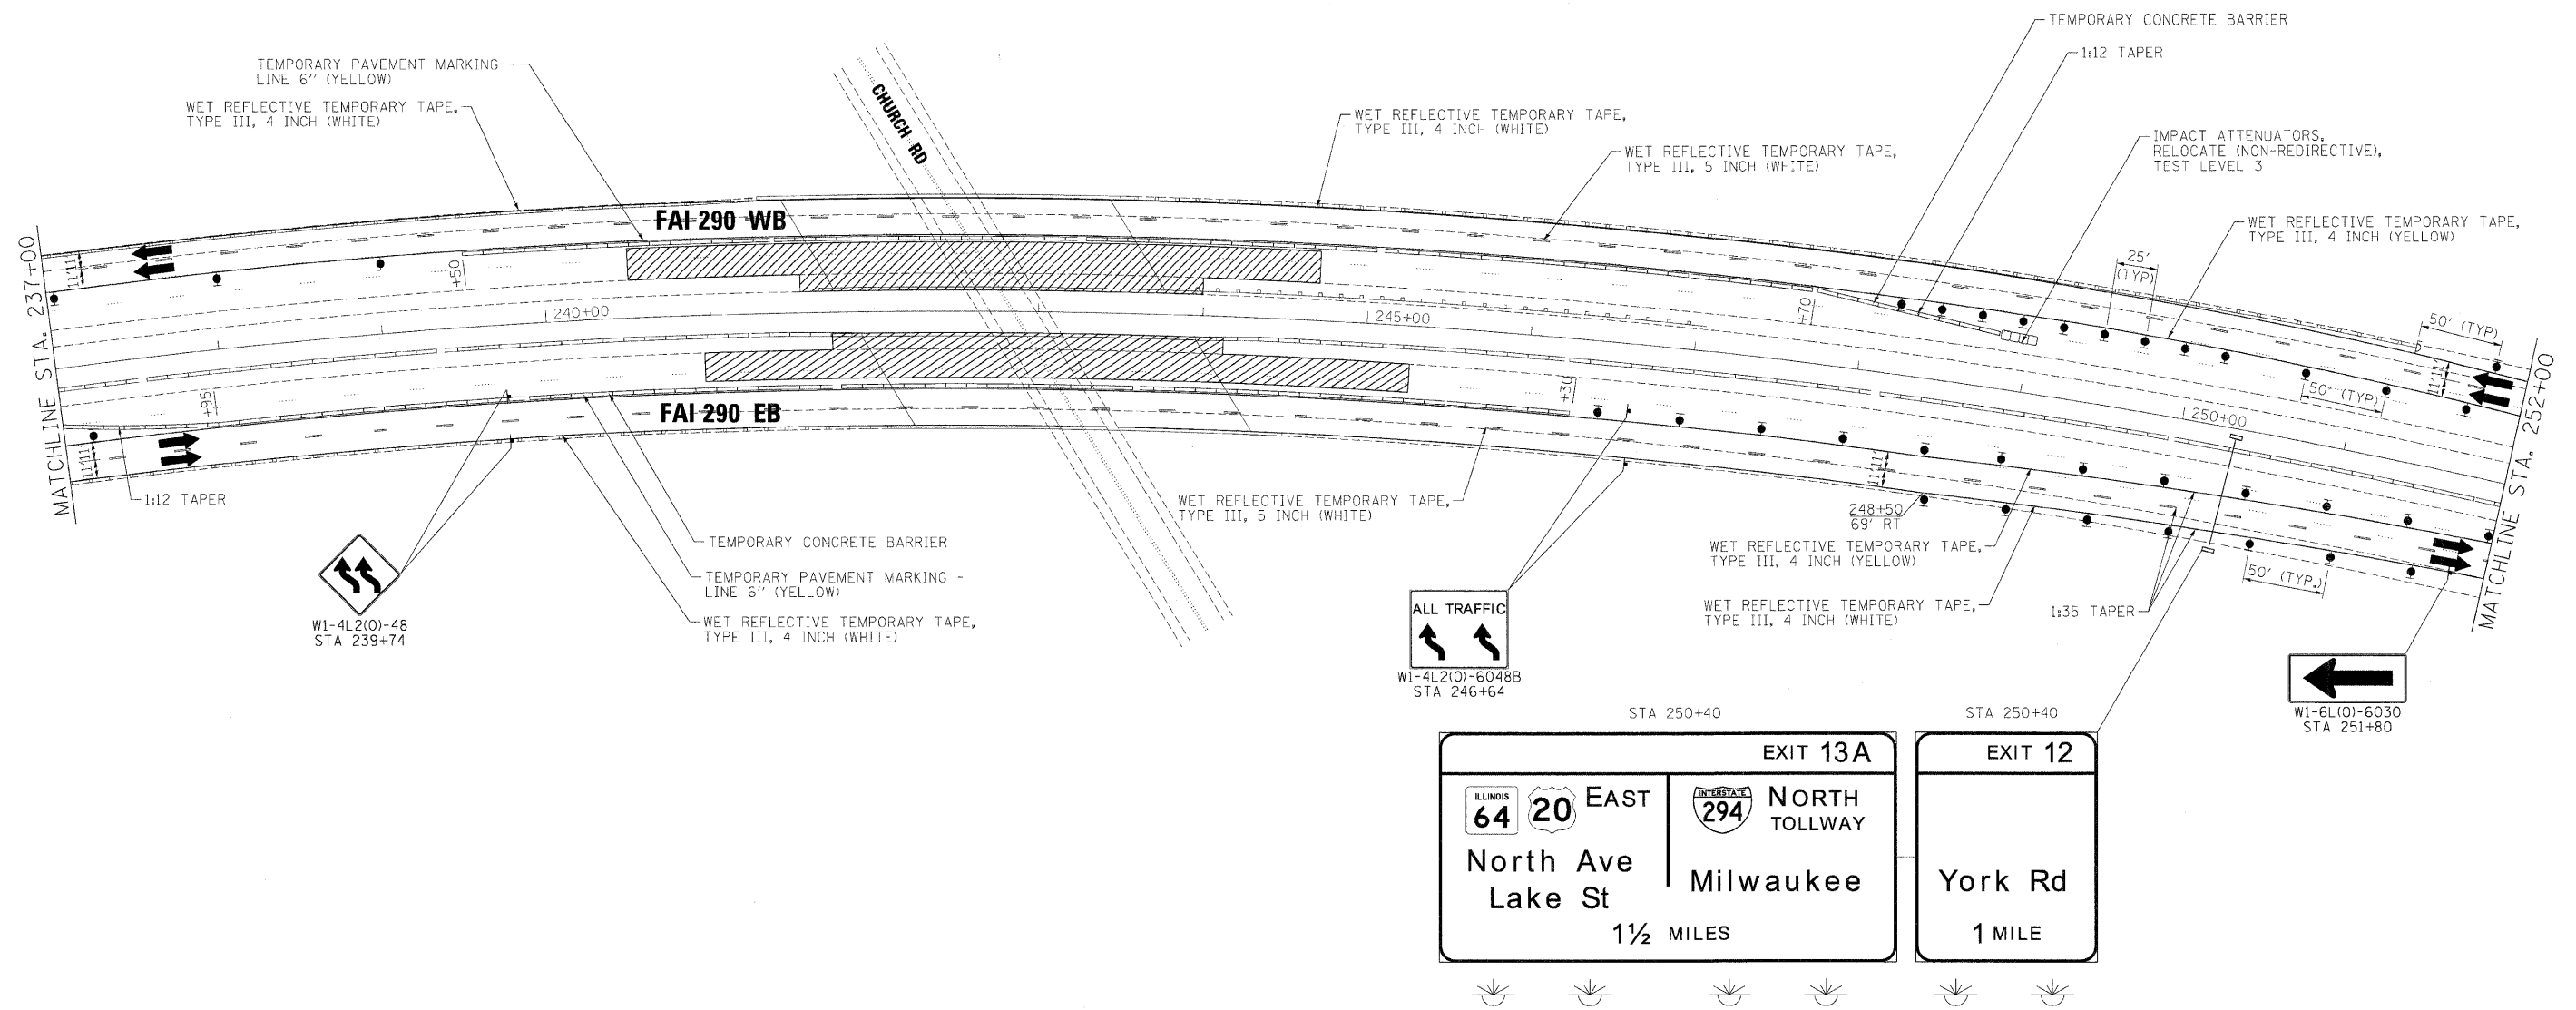 TEMPORARY CONCRETE BARRIER
1:12 TAPER
TEMPORARY PAVEMENT MARKING -
LINE 6" (YELLOW)
WET REFLECTIVE TEMPORARY TAPE,
TYPE III, 4 INCH (WHITE)
CHURCH RD
WET REFLECTIVE TEMPORARY TAPE,
TYPE III, 4 INCH (WHITE)
WET REFLECTIVE TEMPORARY TAPE,
TYPE III, 5 INCH (WHITE)
IMPACT ATTENUATORS,
RELOCATE (NON-REDIRECTIVE),
TEST LEVEL 3
WET REFLECTIVE TEMPORARY TAPE,
TYPE III, 4 INCH (YELLOW)
25'
(TYP)
50' (TYP)
50' (TYP)
FAI 290 WB
MATCHLINE STA. 237+00
11'
11'
+50
240+00
245+00
+70
250+00
11'
11'
MATCHLINE STA. 252+00
+95
+30
FAI 290 EB
11'
11'
1:12 TAPER
11'
11'
248+50
69' RT
WET REFLECTIVE TEMPORARY TAPE,
TYPE III, 5 INCH (WHITE)
TEMPORARY CONCRETE BARRIER
TEMPORARY PAVEMENT MARKING -
LINE 6" (YELLOW)
WET REFLECTIVE TEMPORARY TAPE,
TYPE III, 4 INCH (WHITE)
WET REFLECTIVE TEMPORARY TAPE,
TYPE III, 4 INCH (YELLOW)
WET REFLECTIVE TEMPORARY TAPE,
TYPE III, 4 INCH (WHITE)
1:35 TAPER
50' (TYP.)
W1-4L2(O)-48
STA 239+74
ALL TRAFFIC
W1-4L2(O)-6048B
STA 246+64
W1-6L(O)-6030
STA 251+80
STA 250+40
STA 250+40
EXIT 13A
ILLINOIS
64
20
EAST
North Ave
Lake St
INTERSTATE
294
NORTH
TOLLWAY
Milwaukee
1½ MILES
EXIT 12
York Rd
1 MILE